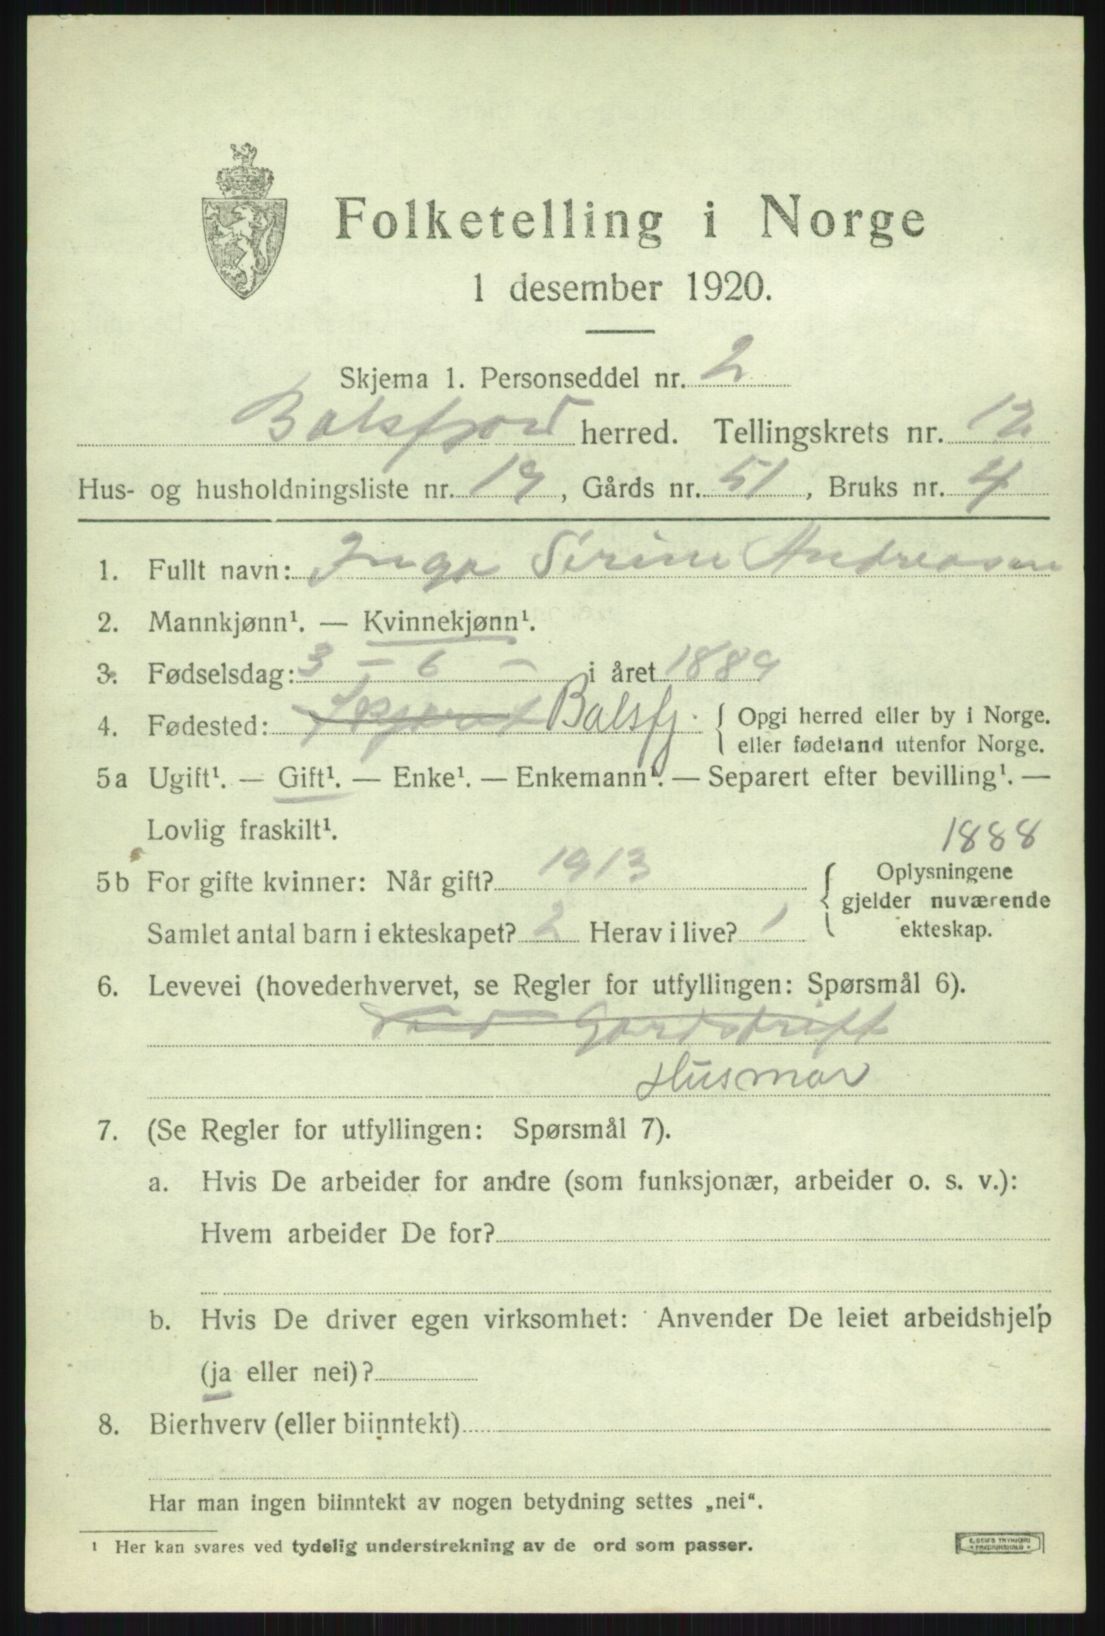 Folketelling i Norge
1 desember 1920.
Skjema 1. Personseddel nr. 2
Balsfjord herred. Tellingskrets nr. 12
Hus- og husholdningsliste nr. 19, Gårds nr. 51, Bruks nr. 4
1. Fullt navn: Inga Sirine Andreasen
2. Mannkjønn¹. — Kvinnekjønn¹.
3. Fødselsdag: 3 – 6 – i året 1889
4. Fødested: Balsfj. { Opgi herred eller by i Norge.
eller fødeland utenfor Norge.
5a Ugift¹. — Gift¹. — Enke¹. — Enkemann¹. — Separert efter bevilling¹. —
Lovlig fraskilt¹.
1888
5b For gifte kvinner: Når gift? 1913
Samlet antal barn i ekteskapet? 2 Herav i live? 1
{ Oplysningene
gjelder nuværende
ekteskap.
6. Levevei (hovederhvervet, se Regler for utfyllingen: Spørsmål 6).
Gardsdrift
Husmor
7. (Se Regler for utfyllingen: Spørsmål 7).
a. Hvis De arbeider for andre (som funksjonær, arbeider o. s. v.):
Hvem arbeider De for?
b. Hvis De driver egen virksomhet: Anvender De leiet arbeidshjelp
(ja eller nei)?
8. Bierhverv (eller biinntekt)
Har man ingen biinntekt av nogen betydning settes „nei“.
¹ Her kan svares ved tydelig understrekning av de ord som passer.